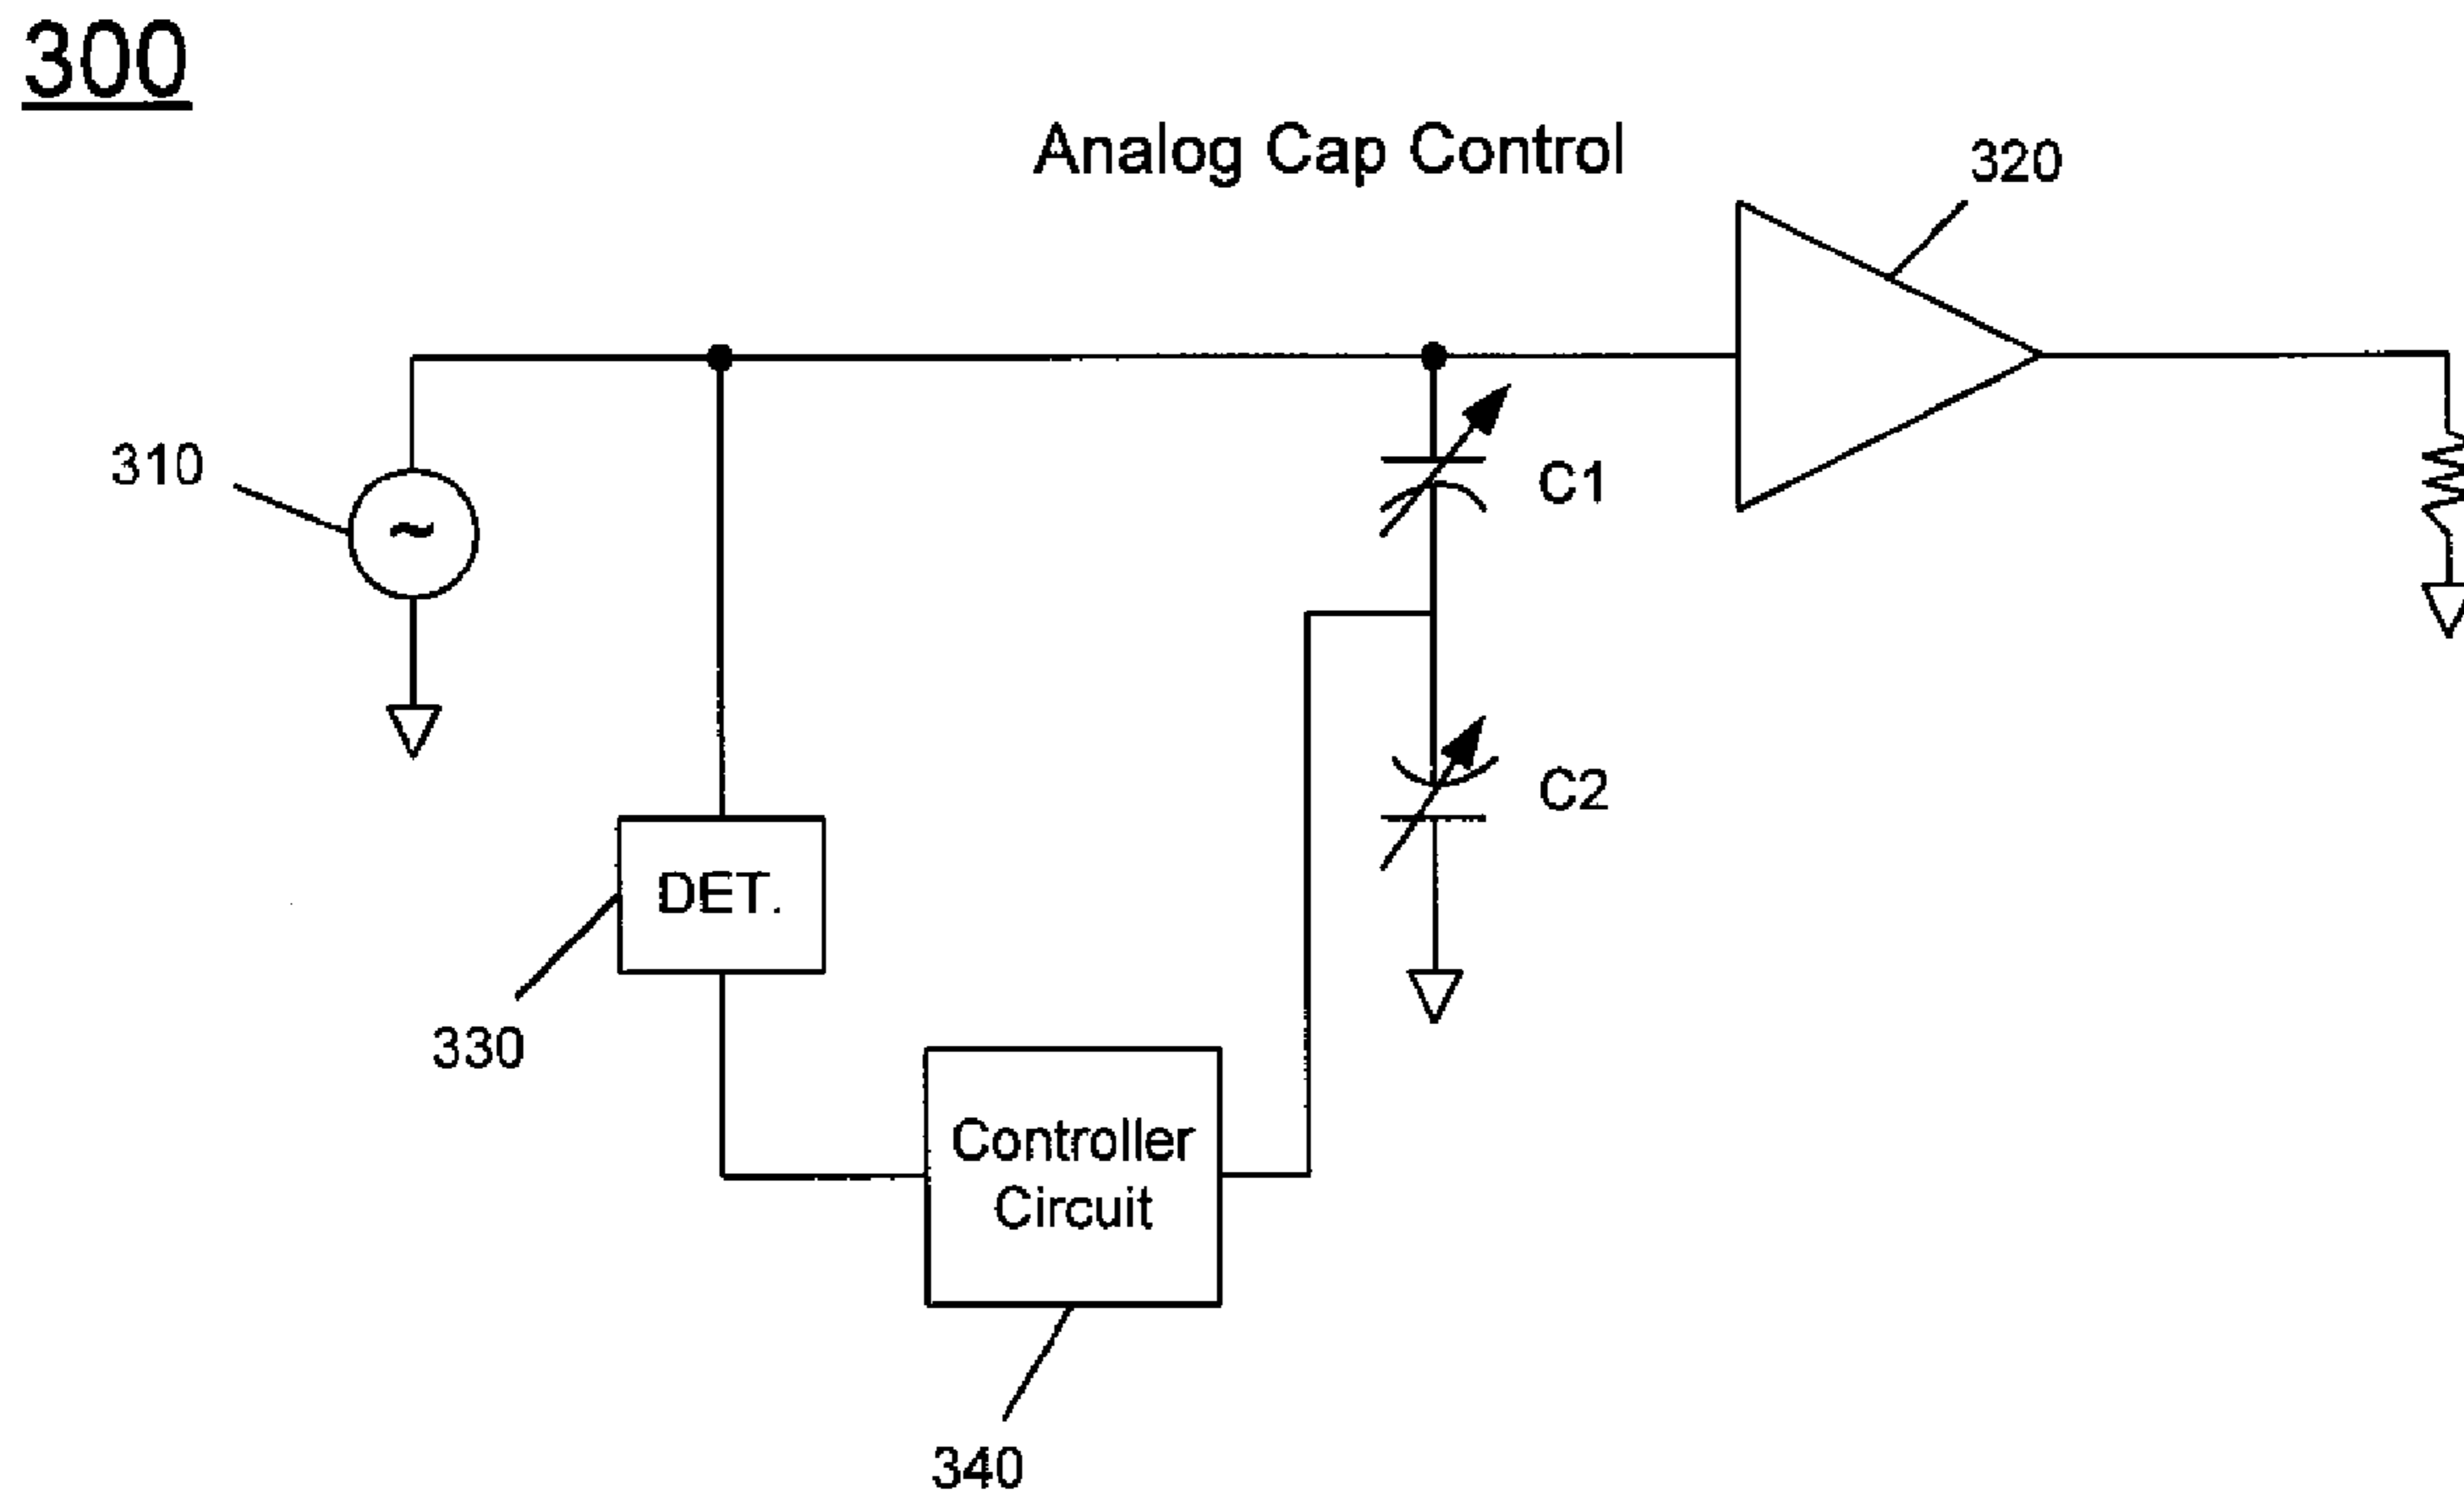 300
Analog Cap Control
320
310
~
C1
C2
DET.
330
Controller
Circuit
340